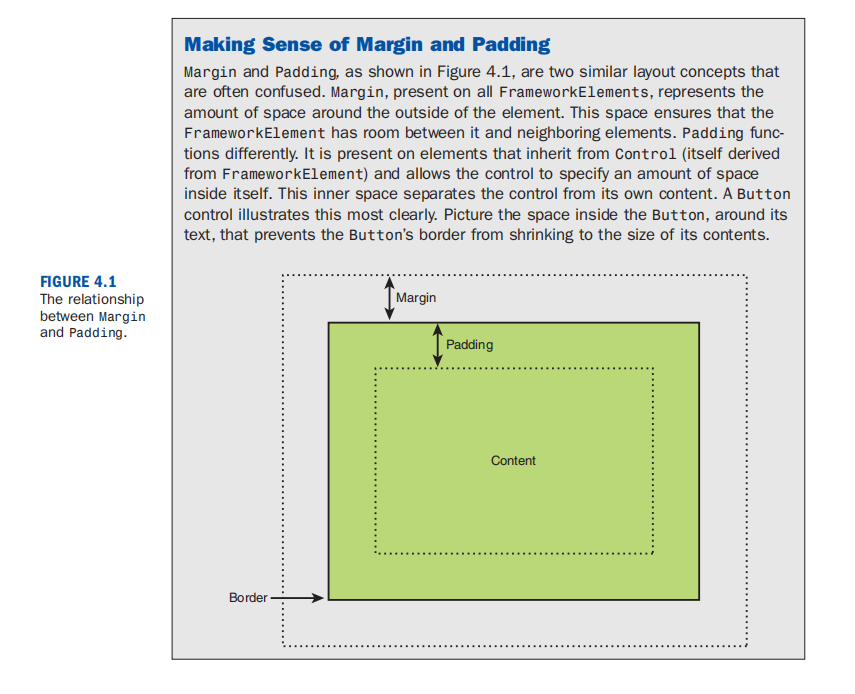 Making Sense of Margin and Padding
Margin and Padding, as shown in Figure 4.1, are two similar layout concepts that
are often confused. Margin, present on all FrameworkElements, represents the
amount of space around the outside of the element. This space ensures that the
FrameworkElement has room between it and neighboring elements. Padding func-
tions differently. It is present on elements that inherit from Control (itself derived
from FrameworkElement) and allows the control to specify an amount of space
inside itself. This inner space separates the control from its own content. A Button
control illustrates this most clearly. Picture the space inside the Button, around its
text, that prevents the Button's border from shrinking to the size of its contents.
FIGURE 4.1
The relationship
between Margin
and Padding.
Margin
Padding
Content
Border